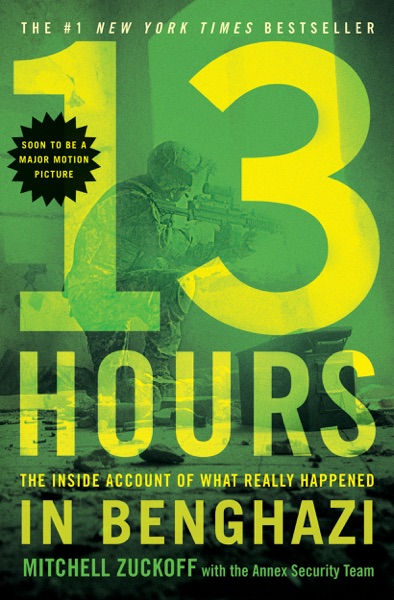 THE #1 NEW YORK TIMES BESTSELLER
13
SOON TO BE A
MAJOR MOTION
PICTURE
HOURS
THE INSIDE ACCOUNT OF WHAT REALLY HAPPENED
IN BENGHAZI
MITCHELL ZUCKOFF with the Annex Security Team